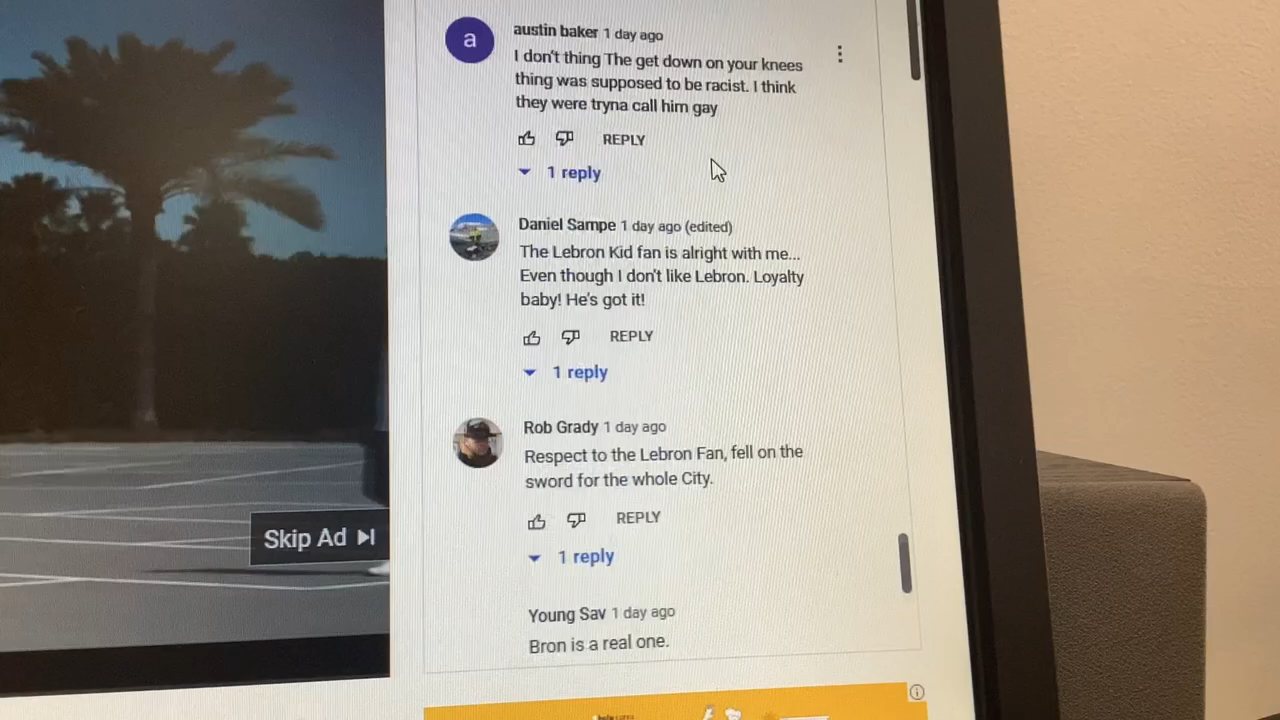 a
austin baker 1 day ago
I don't thing The get down on your knees
thing was supposed to be racist. I think
they were tryna call him gay
REPLY
1 reply
Daniel Sampe 1 day ago (edited)
The Lebron Kid fan is alright with me...
Even though I don't like Lebron. Loyalty
baby! He's got it!
REPLY
1 reply
Rob Grady 1 day ago
Respect to the Lebron Fan, fell on the
sword for the whole City.
REPLY
1 reply
Skip Ad
Young Sav 1 day ago
Bron is a real one.